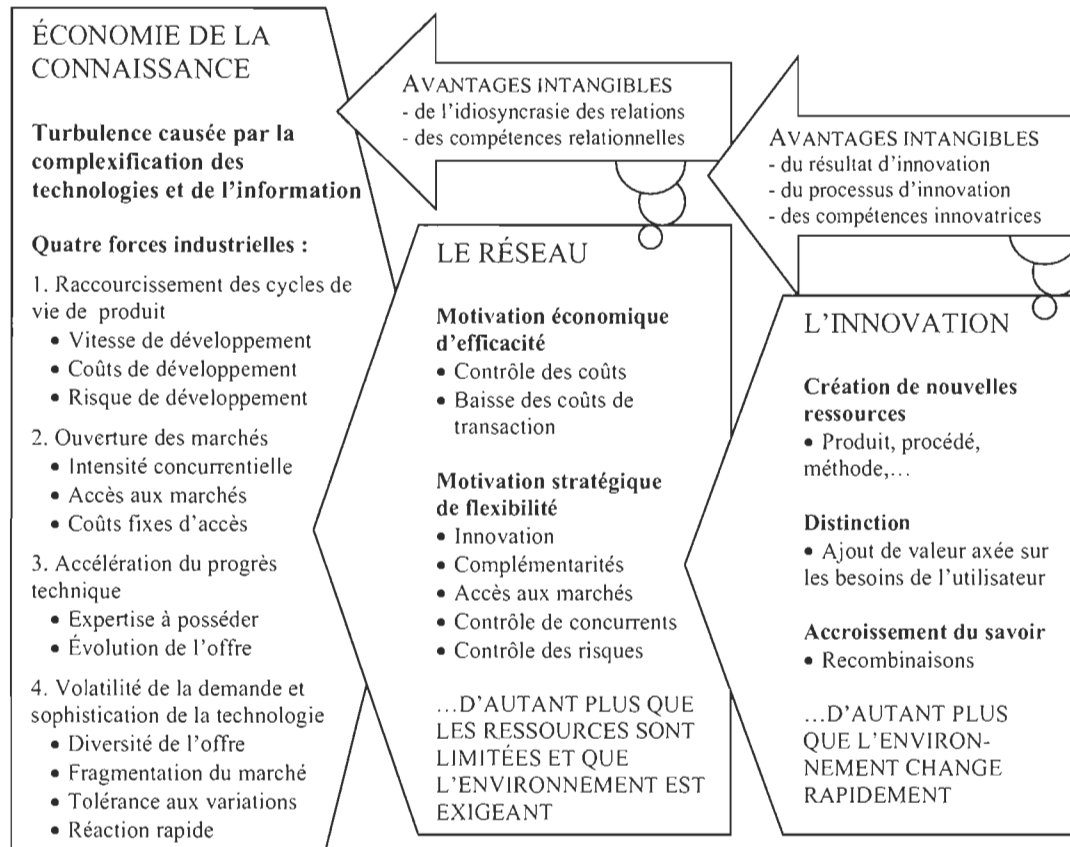 ÉCONOMIE DE LA
CONNAISSANCE
Turbulence causée par la
complexification des
technologies et de l'information
Quatre forces industrielles :
1. Raccourcissement des cycles de
vie de produit
• Vitesse de développement
• Coûts de développement
• Risque de développement
2. Ouverture des marchés
• Intensité concurrentielle
• Accès aux marchés
• Coûts fixes d'accès
3. Accélération du progrès
technique
• Expertise à posséder
• Évolution de l'offre
4. Volatilité de la demande et
sophistication de la technologie
• Diversité de l'offre
• Fragmentation du marché
• Tolérance aux variations
• Réaction rapide
AVANTAGES INTANGIBLES
- de l'idiosyncrasie des relations
- des compétences relationnelles
LE RÉSEAU
Motivation économique
d'efficacité
• Contrôle des coûts
• Baisse des coûts de
transaction
Motivation stratégique
de flexibilité
• Innovation
• Complémentarités
• Accès aux marchés
• Contrôle de concurrents
• Contrôle des risques
…D'AUTANT PLUS QUE
LES RESSOURCES SONT
LIMITÉES ET QUE
L'ENVIRONNEMENT EST
EXIGEANT
AVANTAGES INTANGIBLES
- du résultat d'innovation
- du processus d'innovation
- des compétences innovatrices
L'INNOVATION
Création de nouvelles
ressources
• Produit, procédé,
méthode,…
Distinction
• Ajout de valeur axée sur
les besoins de l'utilisateur
Accroissement du savoir
• Recombinaisons
…D'AUTANT PLUS
QUE L'ENVIRON-
NEMENT CHANGE
RAPIDEMENT